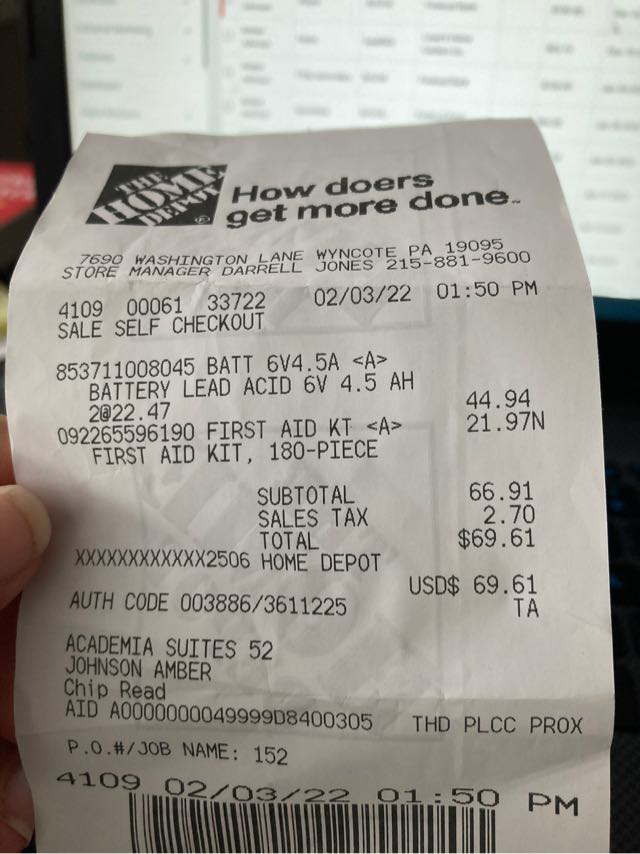 THE
HOME
DEPOT
®
How doers
get more done™
7690 WASHINGTON LANE WYNCOTE PA 19095
STORE MANAGER DARRELL JONES 215-881-9600
4109 00061 33722 02/03/22 01:50 PM
SALE SELF CHECKOUT
853711008045 BATT 6V4.5A <A>
BATTERY LEAD ACID 6V 4.5 AH
2@22.47 44.94
092265596190 FIRST AID KT <A> 21.97N
FIRST AID KIT, 180-PIECE
SUBTOTAL 66.91
SALES TAX 2.70
TOTAL $69.61
XXXXXXXXXXXX2506 HOME DEPOT
USD$ 69.61
AUTH CODE 003886/3611225 TA
ACADEMIA SUITES 52
JOHNSON AMBER
Chip Read
AID A0000000049999D8400305 THD PLCC PROX
P.O.#/JOB NAME: 152
4109 02/03/22 01:50 PM